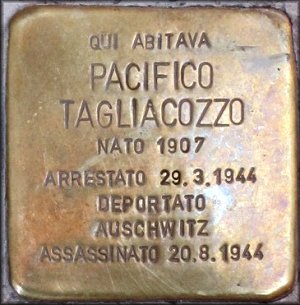 QUI ABITAVA
PACIFICO
TAGLIACOZZO
NATO 1907
ARRESTATO 29.3.1944
DEPORTATO
AUSCHWITZ
ASSASSINATO 20.8.1944